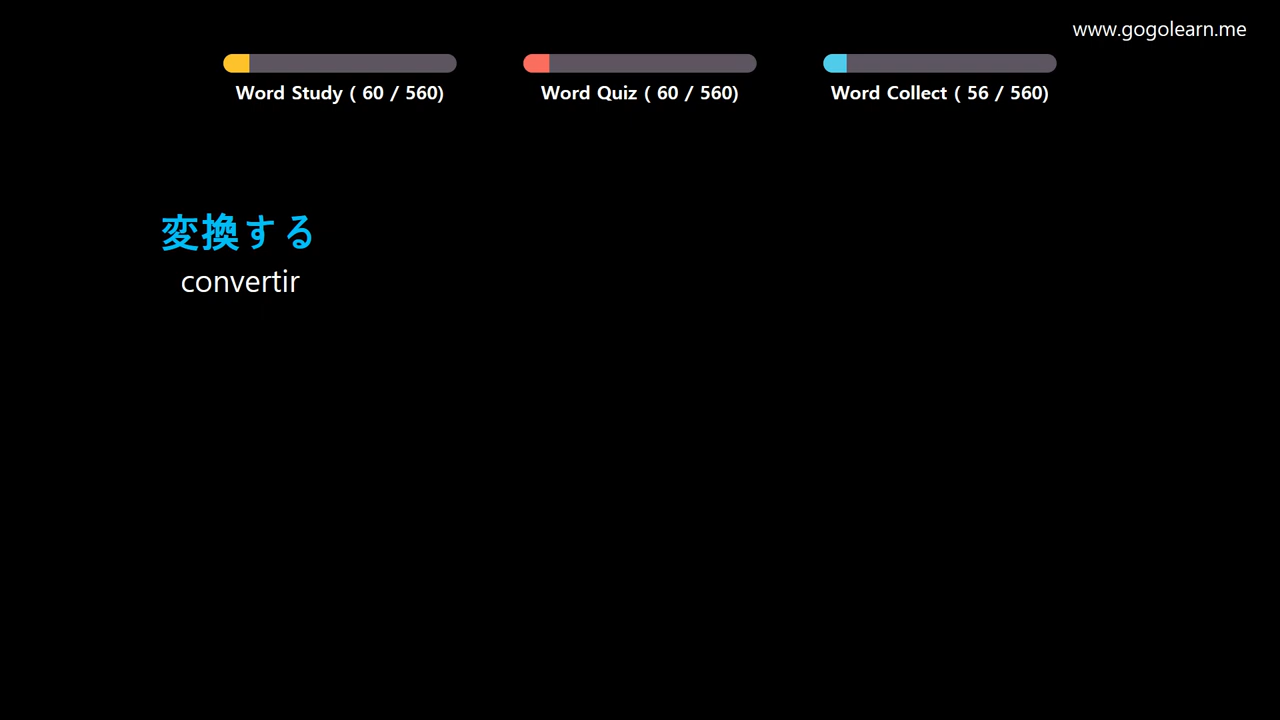 www.gogolearn.me
Word Study ( 60 / 560)
Word Quiz ( 60 / 560)
Word Collect ( 56 / 560)
変換する
convertir